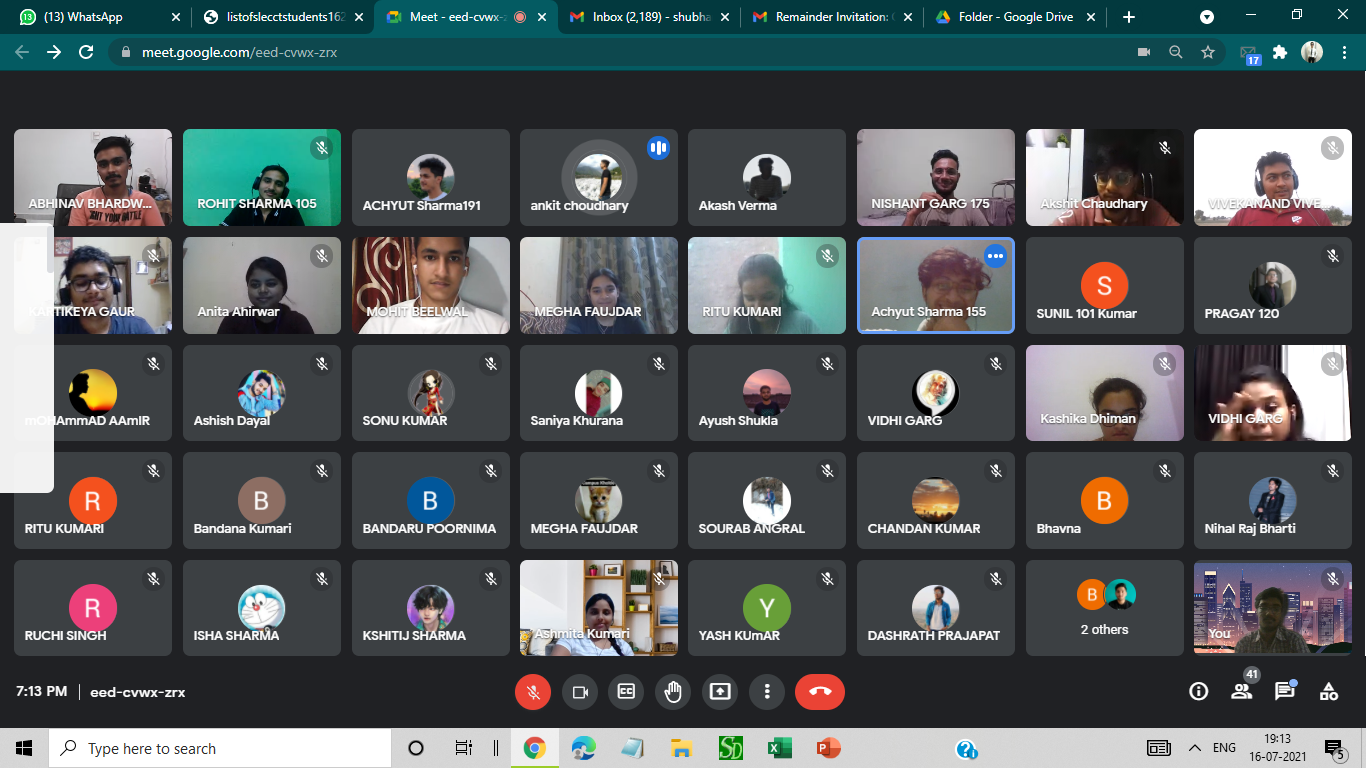 (13) WhatsApp
listofslecctstudents162
Meet - eed-cvwx-z
Inbox (2,189) - shubha
Remainder Invitation:
Folder - Google Drive
meet.google.com/eed-cvwx-zrx
17
ABHINAV BHARDW...
ROHIT SHARMA 105
ACHYUT Sharma191
ankit choudhary
Akash Verma
NISHANT GARG 175
Akshit Chaudhary
VIVEKANAND VIVE...
KARTIKEYA GAUR
Anita Ahirwar
MOHIT BEELWAL
MEGHA FAUJDAR
RITU KUMARI
Achyut Sharma 155
S
SUNIL 101 Kumar
PRAGAY 120
mOHAmmAD AAmIR
Ashish Dayal
SONU KUMAR
Saniya Khurana
Ayush Shukla
VIDHI GARG
Kashika Dhiman
VIDHI GARG
R
RITU KUMARI
B
Bandana Kumari
B
BANDARU POORNIMA
MEGHA FAUJDAR
SOURAB ANGRAL
CHANDAN KUMAR
B
Bhavna
Nihal Raj Bharti
R
RUCHI SINGH
ISHA SHARMA
KSHITIJ SHARMA
Ashmita Kumari
Y
YASH KUmAR
DASHRATH PRAJAPAT
B
2 others
You
7:13 PM | eed-cvwx-zrx
CC
41
Type here to search
SD
ENG
19:13
16-07-2021
5